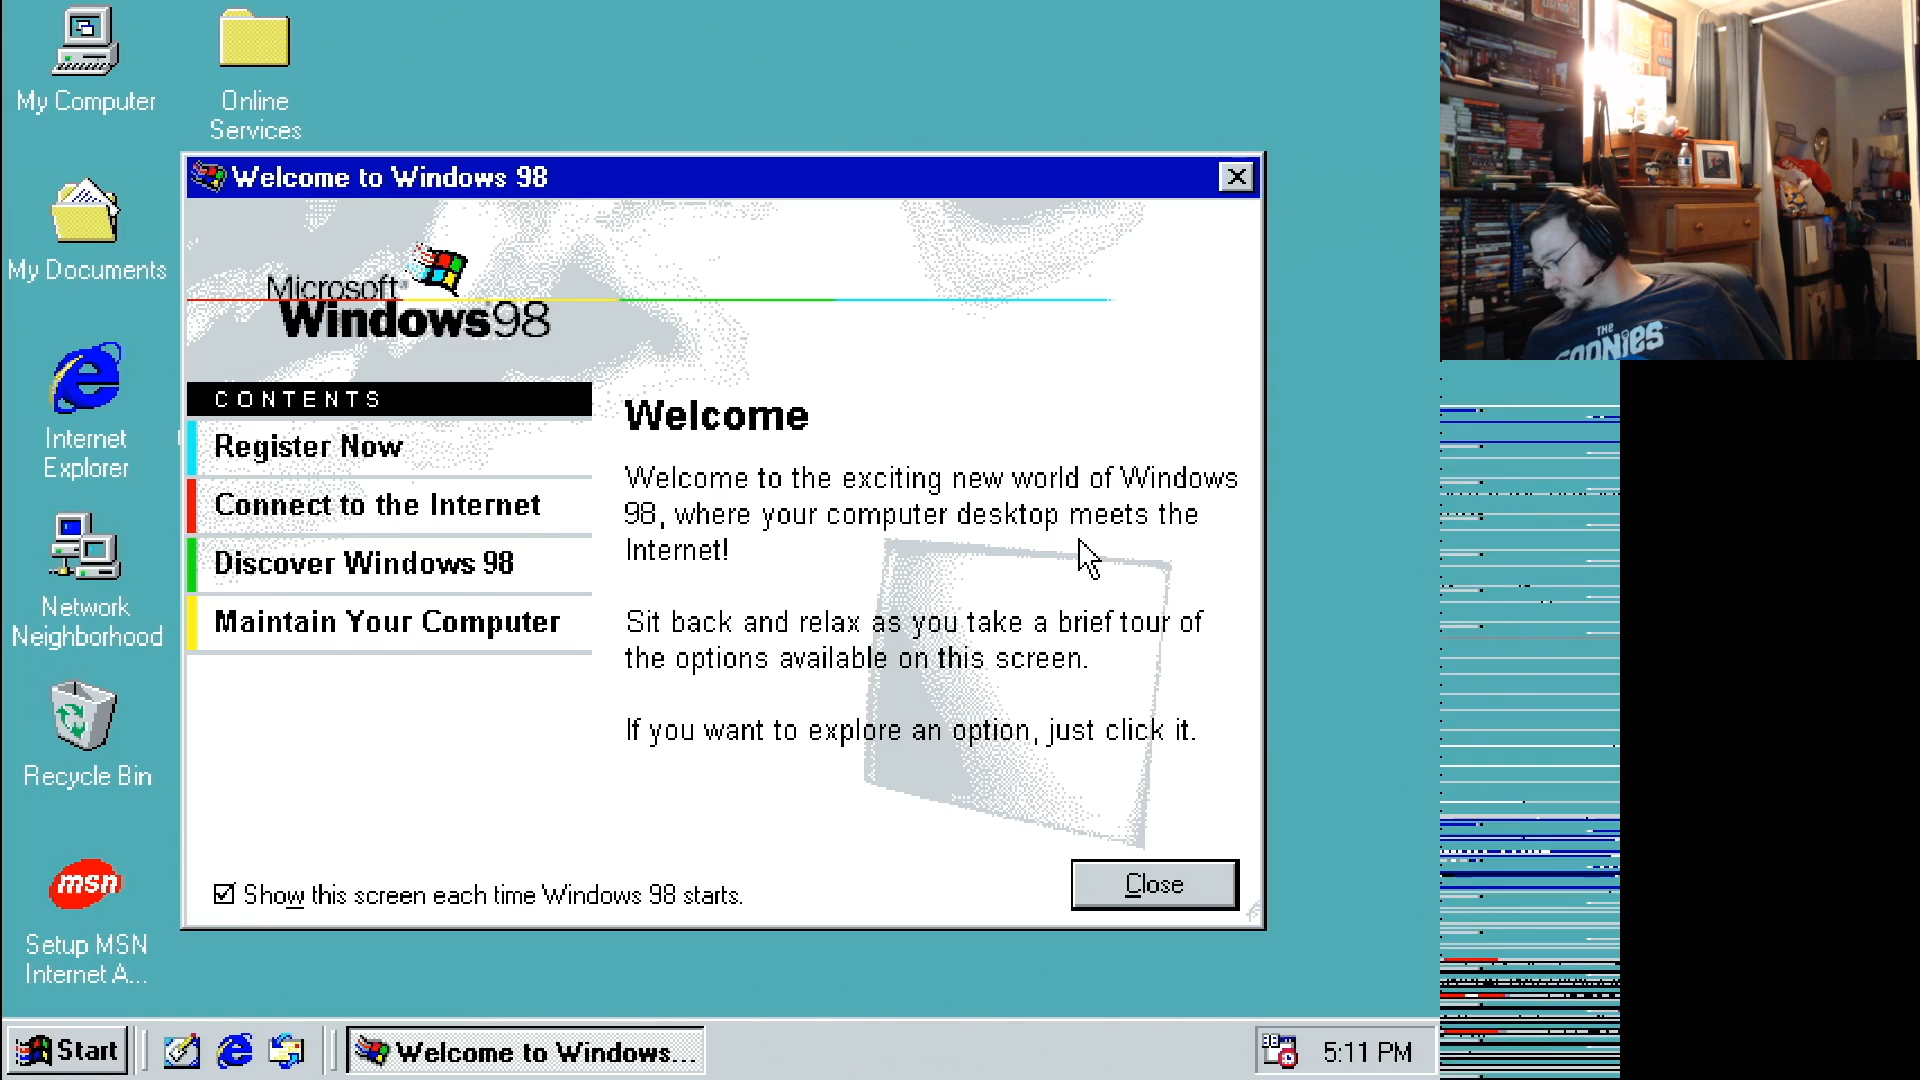 My Computer
Online
Services
My Documents
Internet
Explorer
Network
Neighborhood
Recycle Bin
msn
Setup MSN
Internet A...
Welcome to Windows 98
Microsoft
Windows98
CONTENTS
Register Now
Connect to the Internet
Discover Windows 98
Maintain Your Computer
Welcome
Welcome to the exciting new world of Windows
98, where your computer desktop meets the
Internet!
Sit back and relax as you take a brief tour of
the options available on this screen.
If you want to explore an option, just click it.
Show this screen each time Windows 98 starts.
Close
Start
Welcome to Windows...
5:11 PM
THE
GOONIES